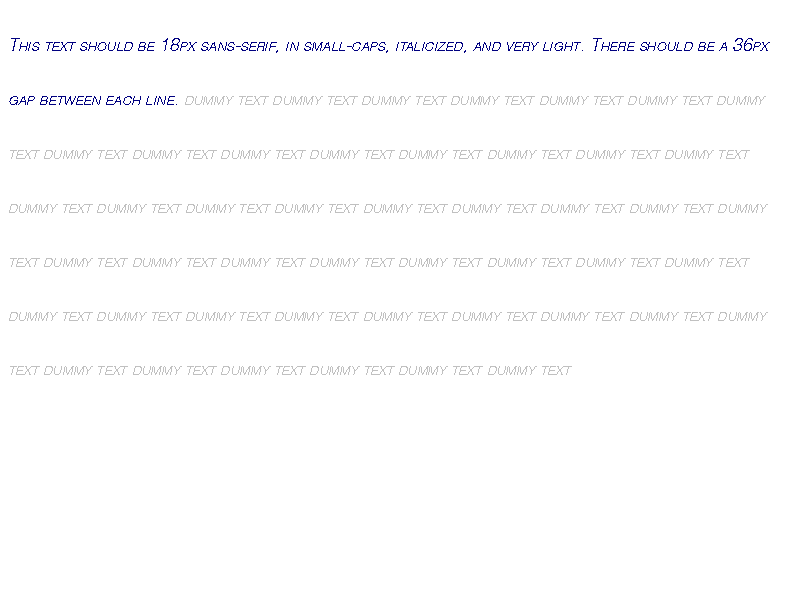 This text should be 18px sans-serif, in small-caps, italicized, and very light. There should be a 36px
gap between each line. dummy text dummy text dummy text dummy text dummy text dummy text dummy
text dummy text dummy text dummy text dummy text dummy text dummy text dummy text dummy text
dummy text dummy text dummy text dummy text dummy text dummy text dummy text dummy text dummy
text dummy text dummy text dummy text dummy text dummy text dummy text dummy text dummy text
dummy text dummy text dummy text dummy text dummy text dummy text dummy text dummy text dummy
text dummy text dummy text dummy text dummy text dummy text dummy text